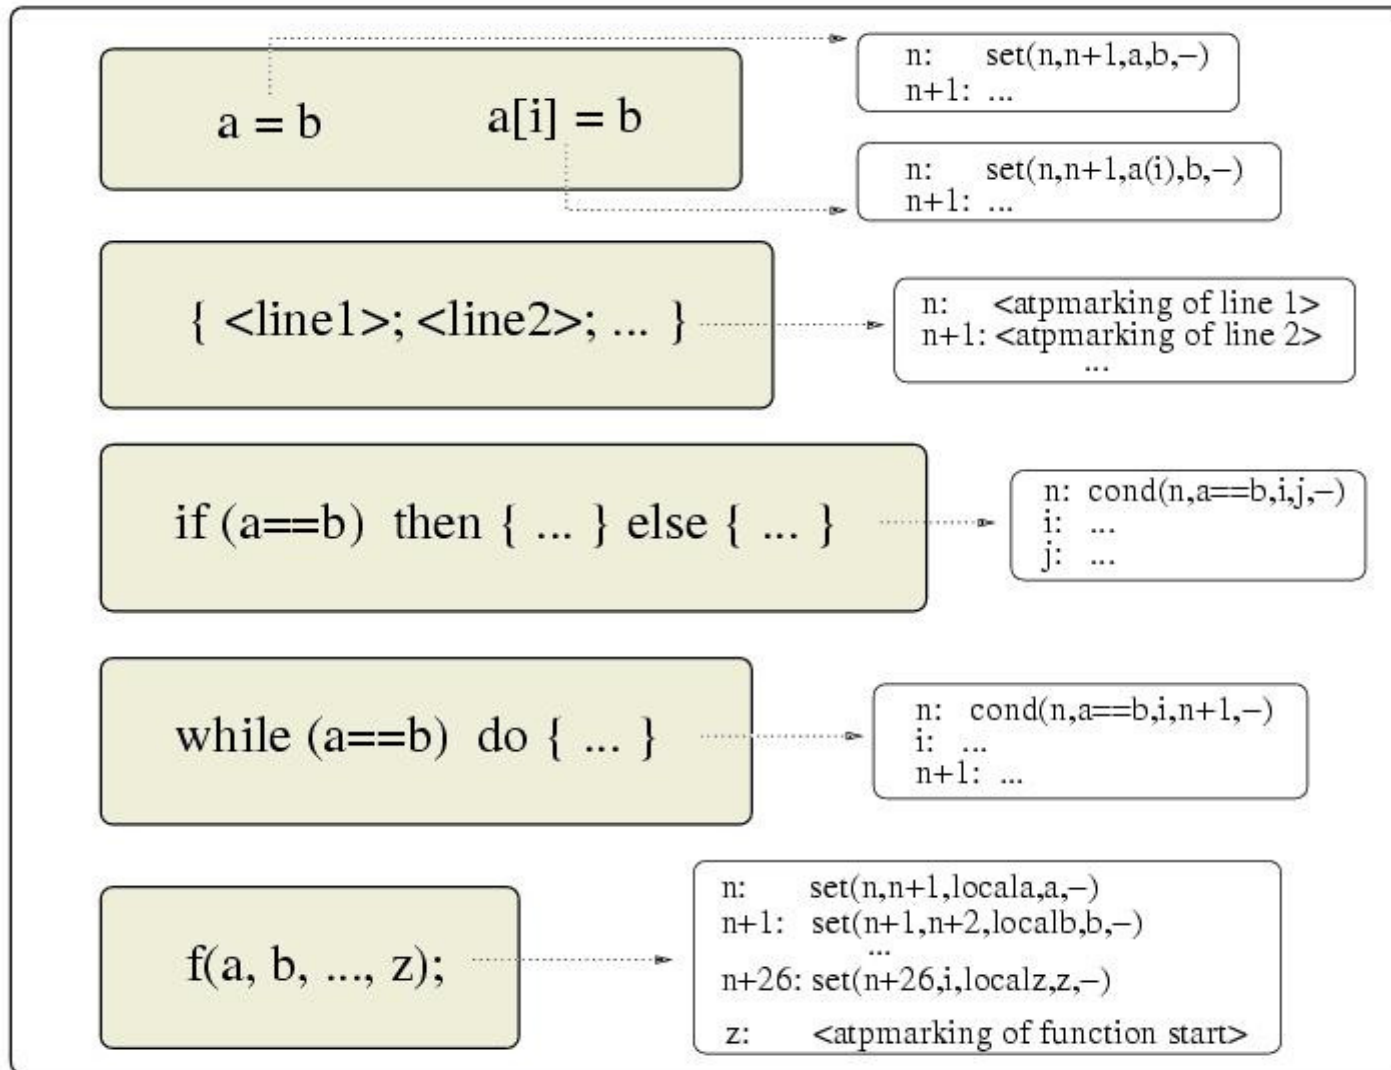 a = b
a[i] = b
n: set(n,n+1,a,b,–)
n+1: ...
n: set(n,n+1,a(i),b,–)
n+1: ...
{ <line1>; <line2>; ... }
n: <atpmarking of line 1>
n+1: <atpmarking of line 2>
...
if (a==b) then { ... } else { ... }
n: cond(n,a==b,i,j,–)
i: ...
j: ...
while (a==b) do { ... }
n: cond(n,a==b,i,n+1,–)
i: ...
n+1: ...
f(a, b, ..., z);
n: set(n,n+1,locala,a,–)
n+1: set(n+1,n+2,localb,b,–)
...
n+26: set(n+26,i,localz,z,–)
z: <atpmarking of function start>